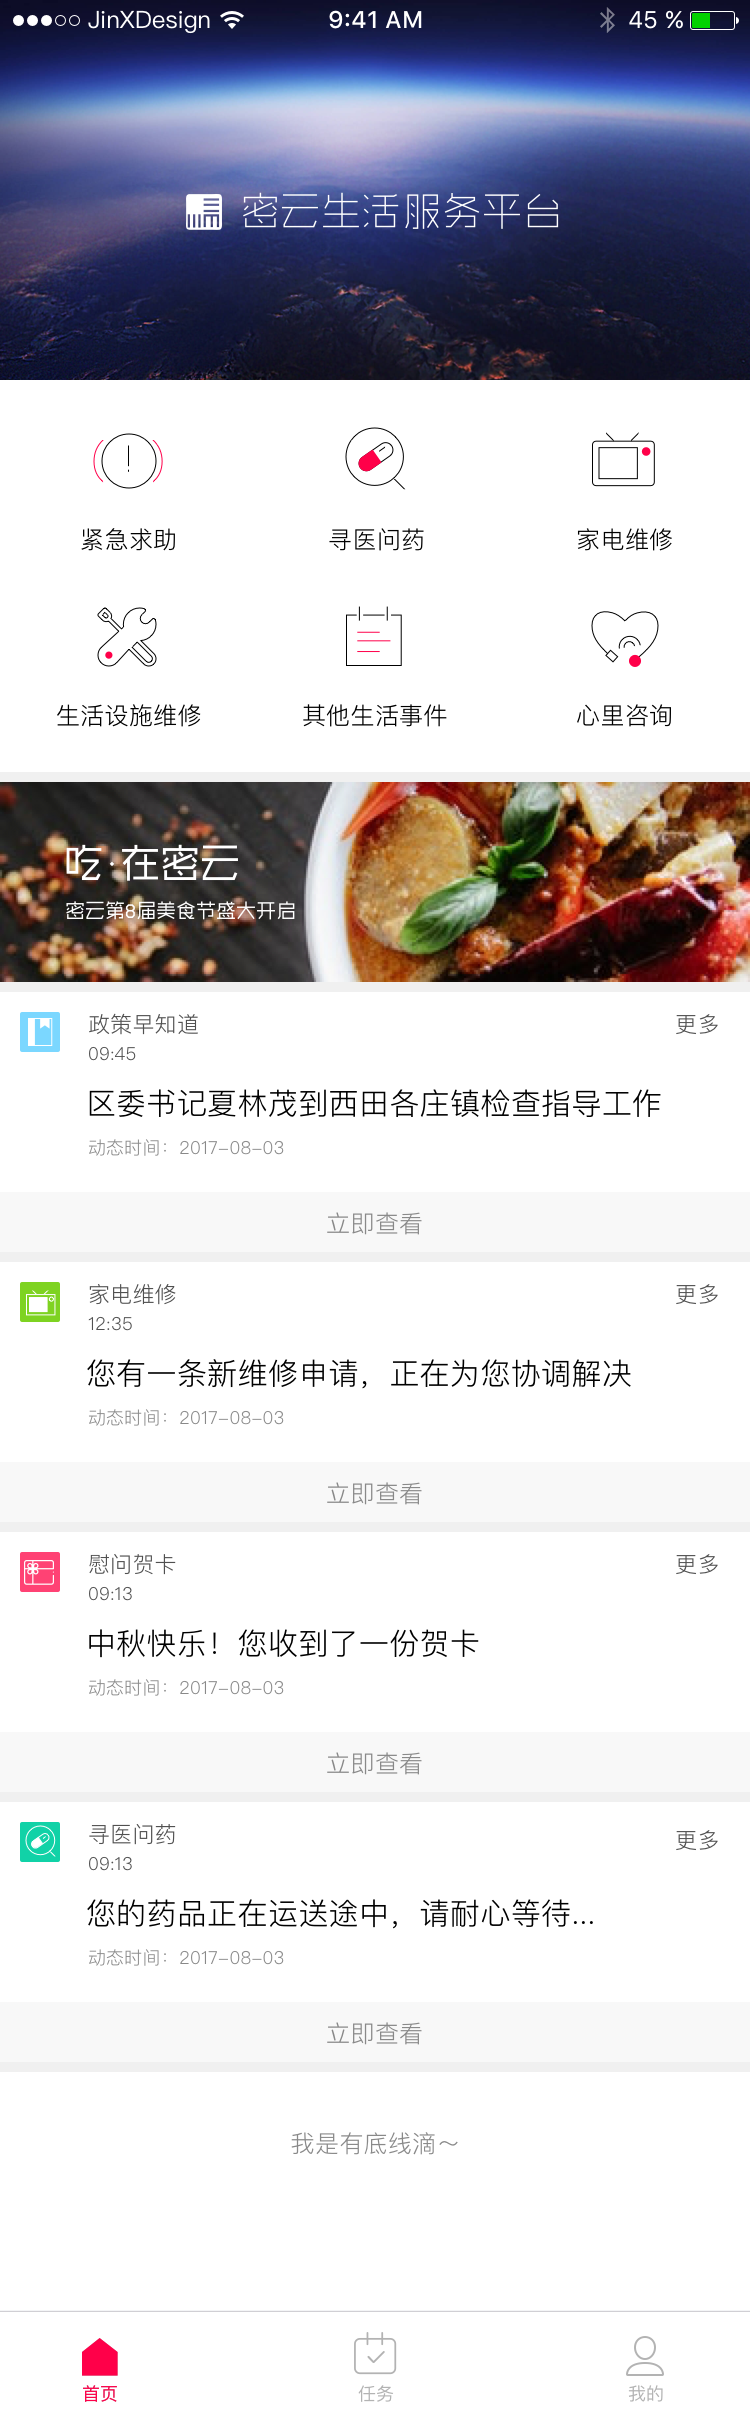 JinXDesign 9:41 AM 45 %
密云生活服务平台
紧急求助 寻医问药 家电维修
生活设施维修 其他生活事件 心里咨询
吃·在密云
密云第8届美食节盛大开启
政策早知道 更多
09:45
区委书记夏林茂到西田各庄镇检查指导工作
动态时间：2017-08-03
立即查看
家电维修 更多
12:35
您有一条新维修申请，正在为您协调解决
动态时间：2017-08-03
立即查看
慰问贺卡 更多
09:13
中秋快乐！您收到了一份贺卡
动态时间：2017-08-03
立即查看
寻医问药 更多
09:13
您的药品正在运送途中，请耐心等待...
动态时间：2017-08-03
立即查看
我是有底线滴～
首页 任务 我的